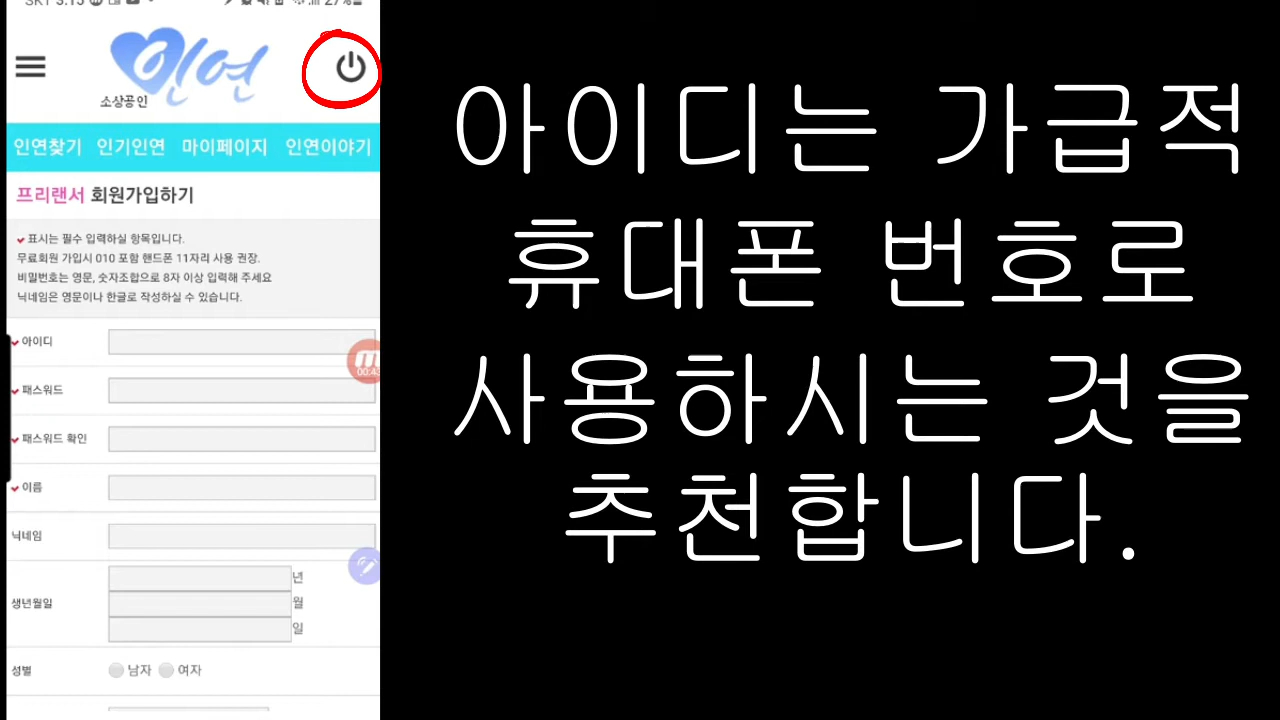 SKT 3:15
27%
인연
소상공인
인연찾기 인기인연 마이페이지 인연이야기
프리랜서 회원가입하기
표시는 필수 입력하실 항목입니다.
무료회원 가입시 010 포함 핸드폰 11자리 사용 권장.
비밀번호는 영문, 숫자조합으로 8자 이상 입력해 주세요
닉네임은 영문이나 한글로 작성하실 수 있습니다.
아이디
패스워드
패스워드 확인
이름
닉네임
생년월일
년
월
일
성별 남자 여자
아이디는 가급적
휴대폰 번호로
사용하시는 것을
추천합니다.